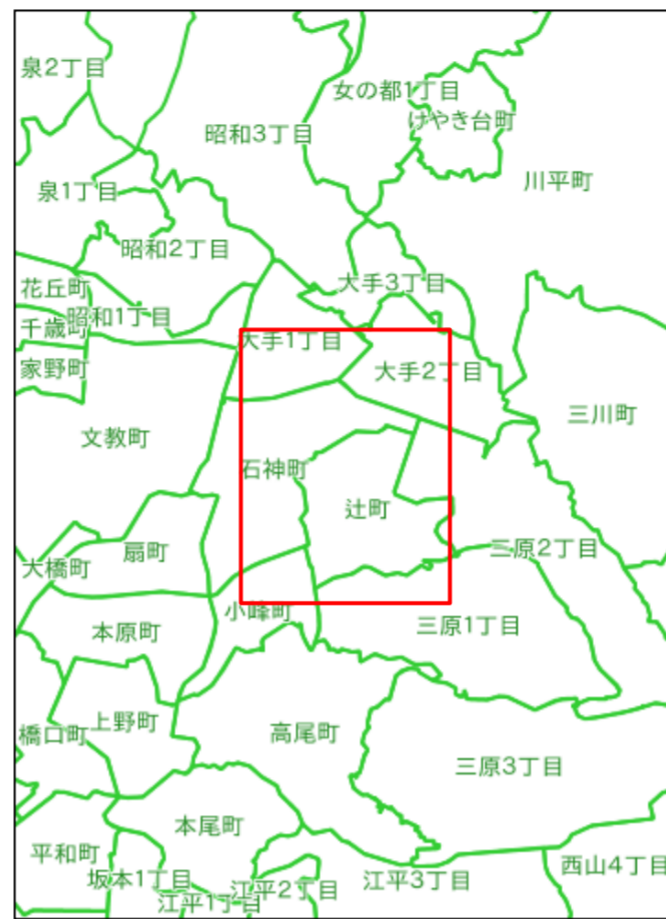 泉2丁目
女の都1丁目
けやき台町
昭和3丁目
川平町
泉1丁目
昭和2丁目
大手3丁目
花丘町
昭和1丁目
千歳町
大手1丁目
家野町
大手2丁目
三川町
文教町
石神町
辻町
扇町
三原2丁目
大橋町
小峰町
本原町
三原1丁目
上野町
橋口町
高尾町
三原3丁目
本尾町
平和町
西山4丁目
坂本1丁目
江平3丁目
江平2丁目
江平1丁目